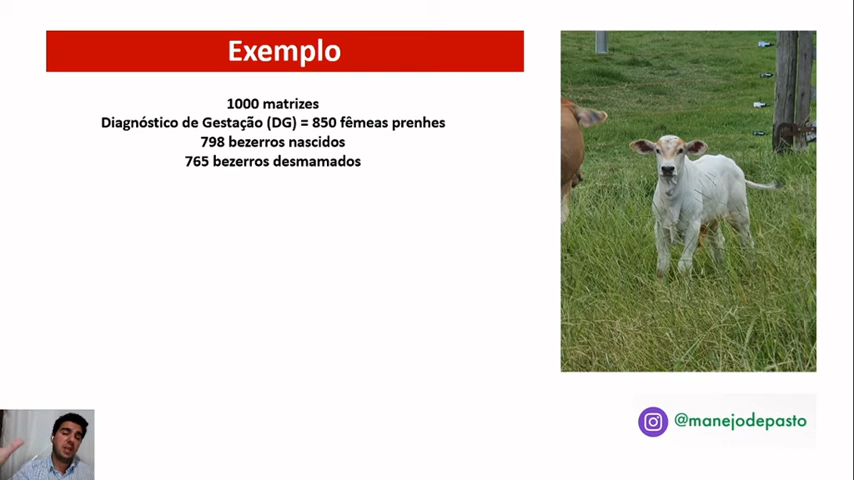 Exemplo
1000 matrizes
Diagnóstico de Gestação (DG) = 850 fêmeas prenhes
798 bezerros nascidos
765 bezerros desmamados
@manejodepasto